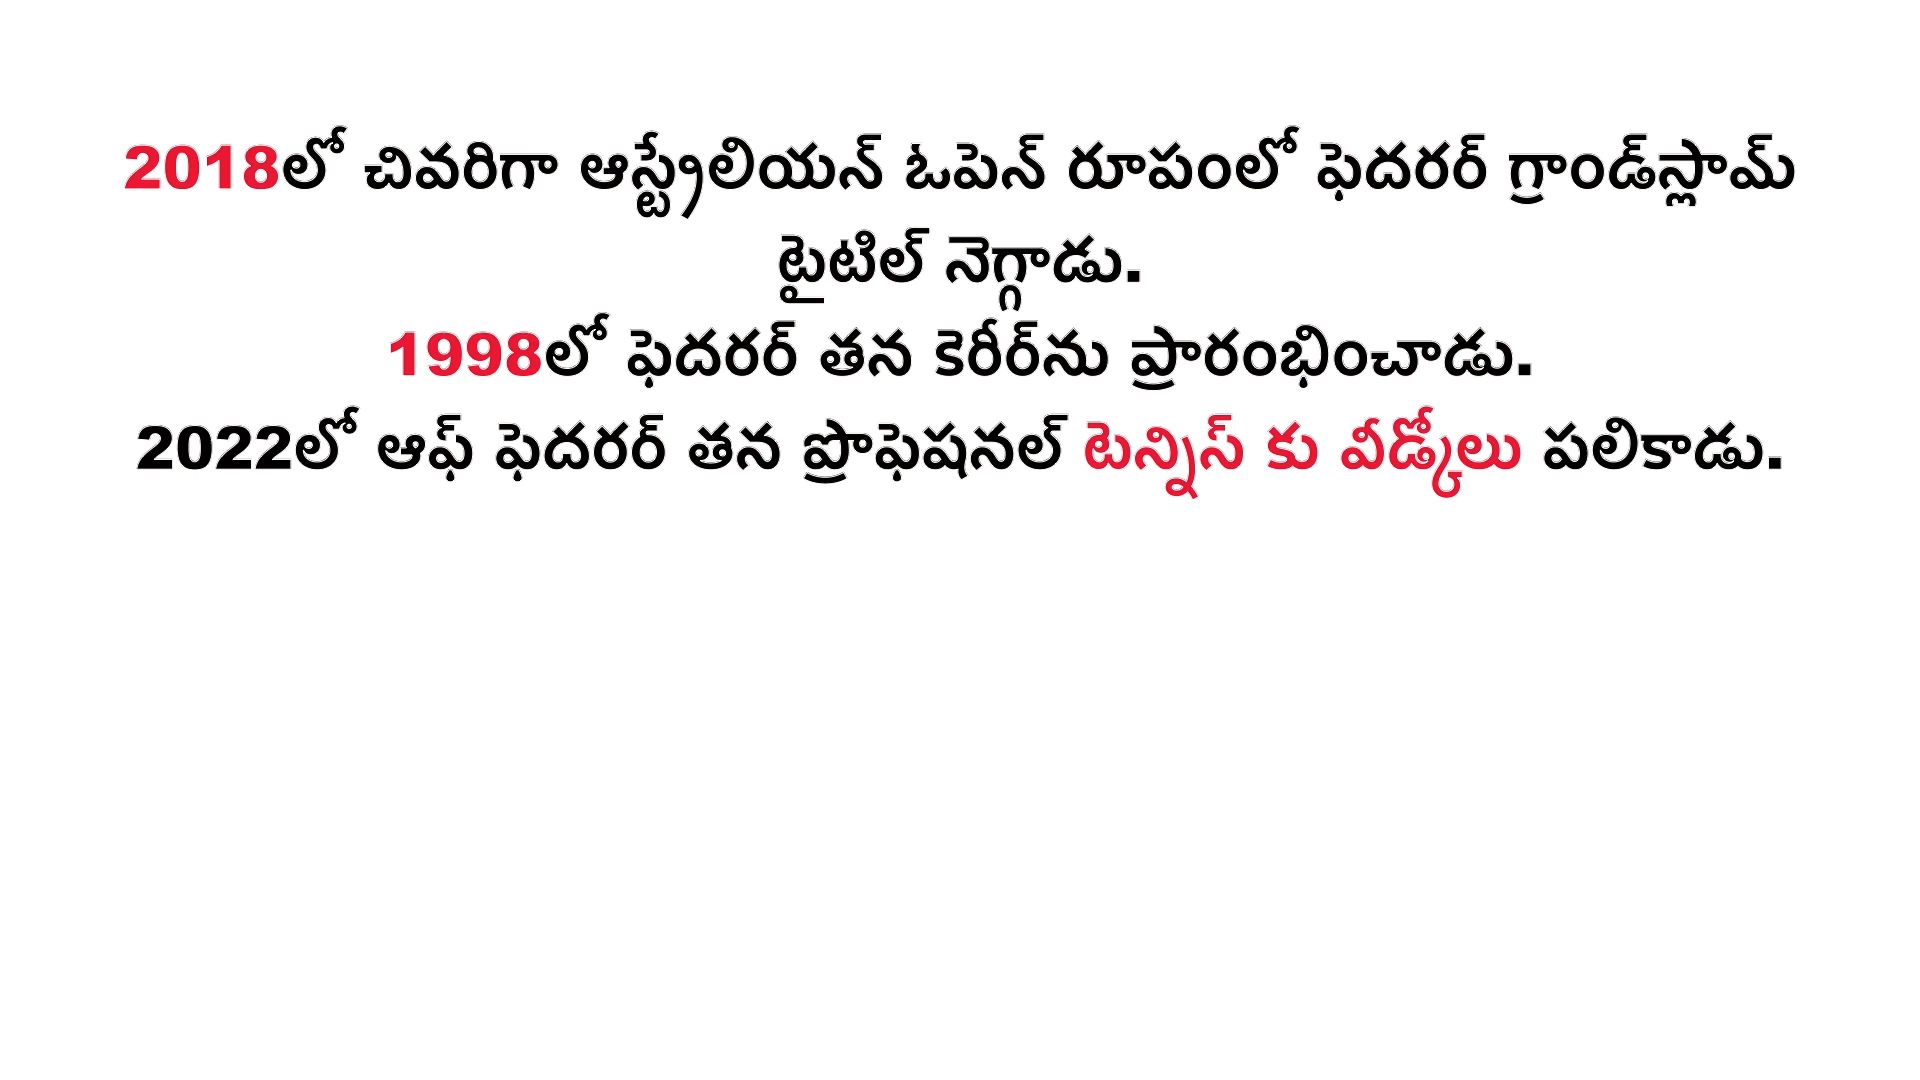 2018లో చివరిగా ఆస్ట్రేలియన్ ఓపెన్ రూపంలో ఫెదరర్ గ్రాండ్‌స్లామ్
టైటిల్ నెగ్గాడు.
1998లో ఫెదరర్ తన కెరీర్‌ను ప్రారంభించాడు.
2022లో ఆఫ్ ఫెదరర్ తన ప్రొఫెషనల్ టెన్నిస్ కు వీడ్కోలు పలికాడు.